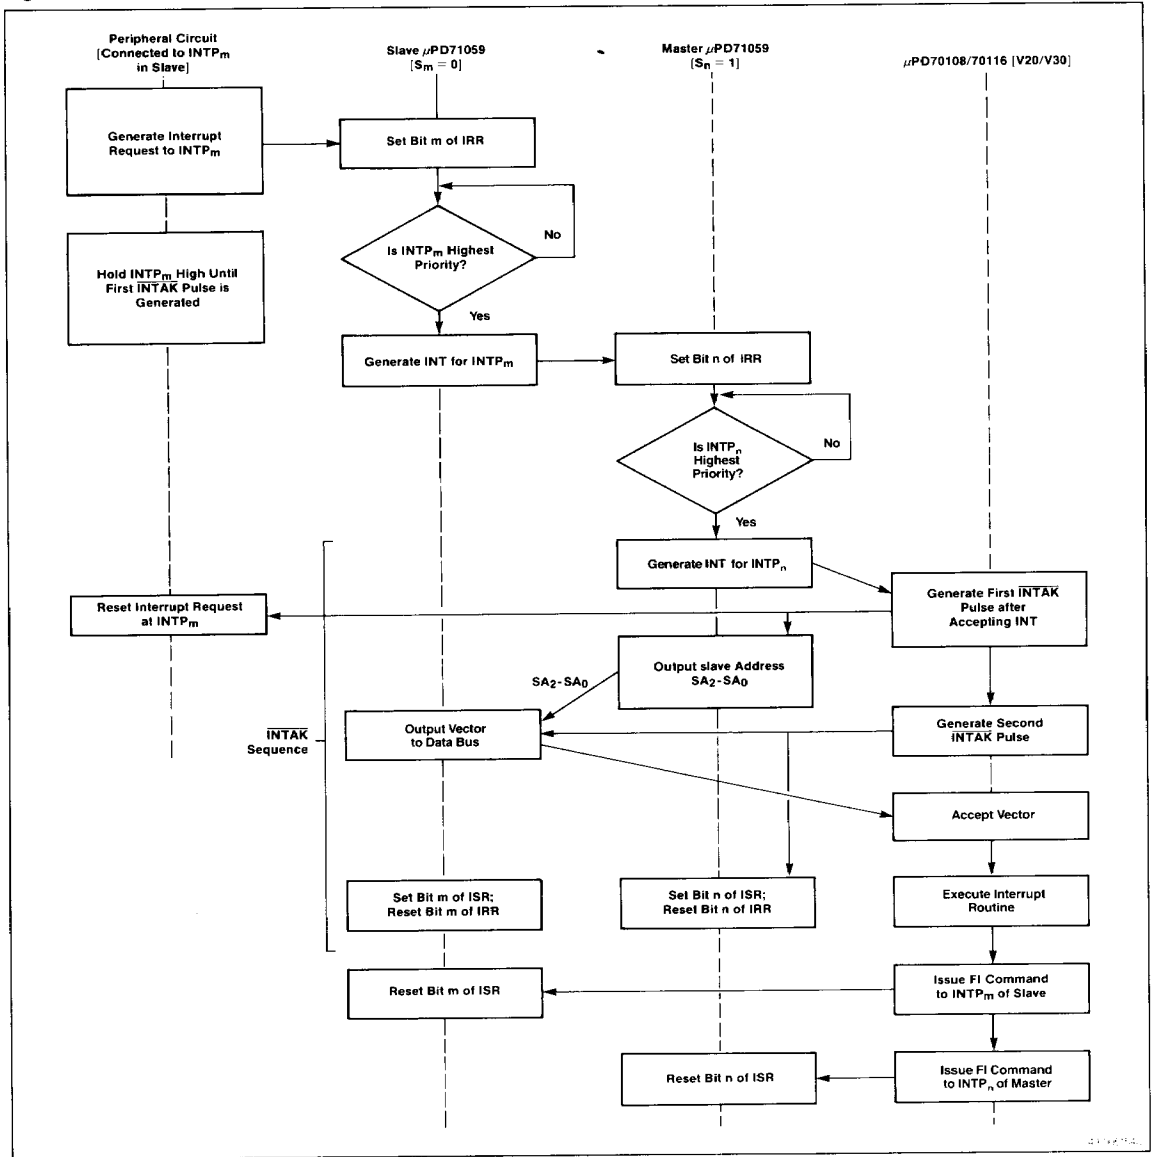 Peripheral Circuit
[Connected to INTPm
in Slave]
Slave μPD71059
[Sm = 0]
Master μPD71059
[Sn = 1]
μPD70108/70116 [V20/V30]
Generate Interrupt
Request to INTPm
Set Bit m of IRR
Hold INTPm High Until
First INTAK Pulse is
Generated
Is INTPm Highest
Priority?
No
Yes
Generate INT for INTPm
Set Bit n of IRR
Is INTPn
Highest
Priority?
No
Yes
Generate INT for INTPn
Generate First INTAK
Pulse after
Accepting INT
Reset Interrupt Request
at INTPm
Output slave Address
SA2-SA0
SA2-SA0
INTAK
Sequence
Output Vector
to Data Bus
Generate Second
INTAK Pulse
Accept Vector
Set Bit m of ISR;
Reset Bit m of IRR
Set Bit n of ISR;
Reset Bit n of IRR
Execute Interrupt
Routine
Reset Bit m of ISR
Issue FI Command
to INTPm of Slave
Reset Bit n of ISR
Issue FI Command
to INTPn of Master